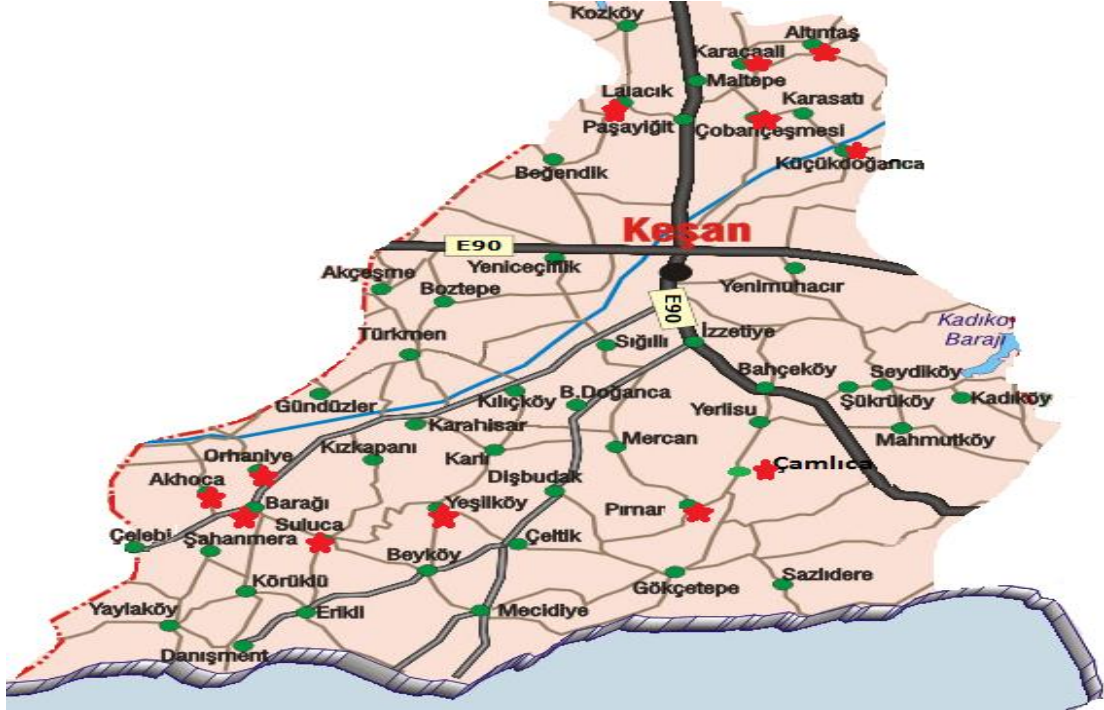 Kozköy
Altıntaş
Karacaali
Maltepe
Lalacık
Karasatı
Paşayiğit
Çobançeşmesi
Beğendik
Küçükdoğanca
Keşan
E90
Yeniceçiftlik
Akçeşme
Boztepe
Yenimuhacır
E90
Kadıköy
Barajı
Türkmen
Sığıllı
İzzetiye
Bahçeköy
Seydiköy
Gündüzler
Kılıçköy
B.Doğanca
Şükrüköy
Kadıköy
Yerlisu
Karahisar
Mercan
Mahmutköy
Orhaniye
Kızkapanı
Karlı
Çamlıca
Akhoca
Dişbudak
Barağı
Yeşilköy
Pırnar
Suluca
Çelebi
Şahanmera
Beyköy
Çeltik
Körüklü
Gökçetepe
Sazlıdere
Yaylaköy
Erikli
Mecidiye
Danışment